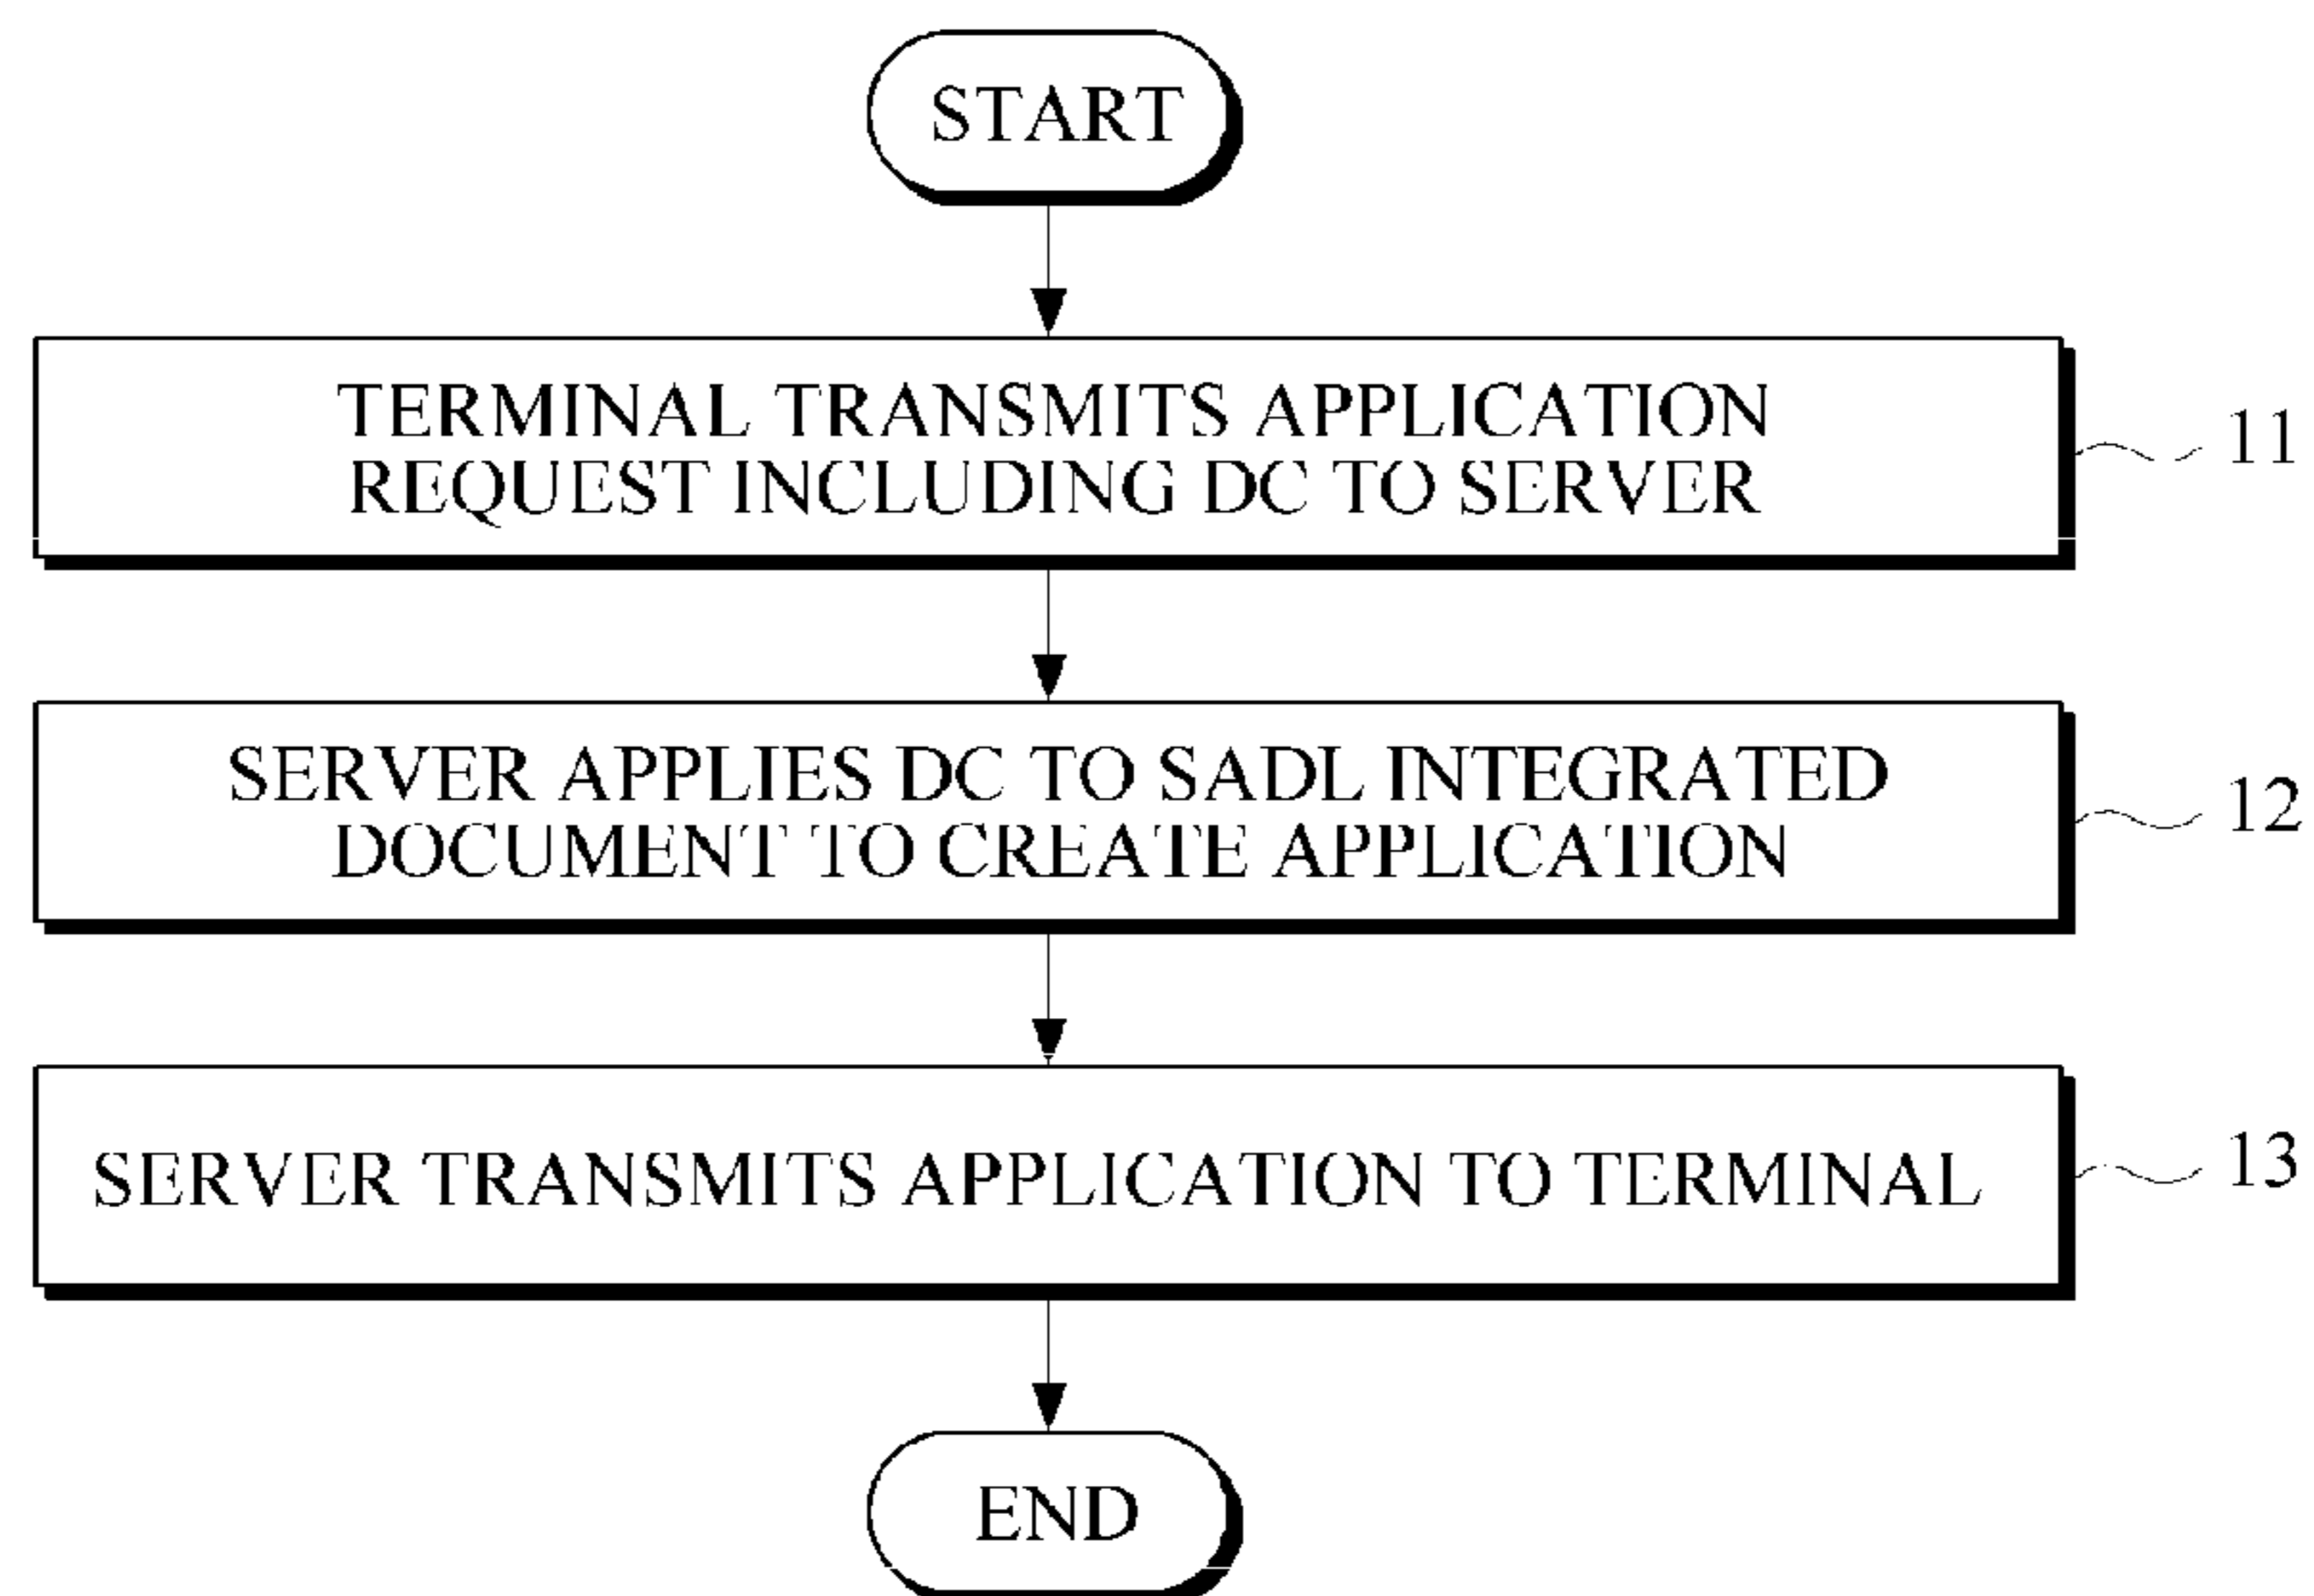 START
TERMINAL TRANSMITS APPLICATION
REQUEST INCLUDING DC TO SERVER
11
SERVER APPLIES DC TO SADL INTEGRATED
DOCUMENT TO CREATE APPLICATION
12
SERVER TRANSMITS APPLICATION TO TERMINAL
13
END